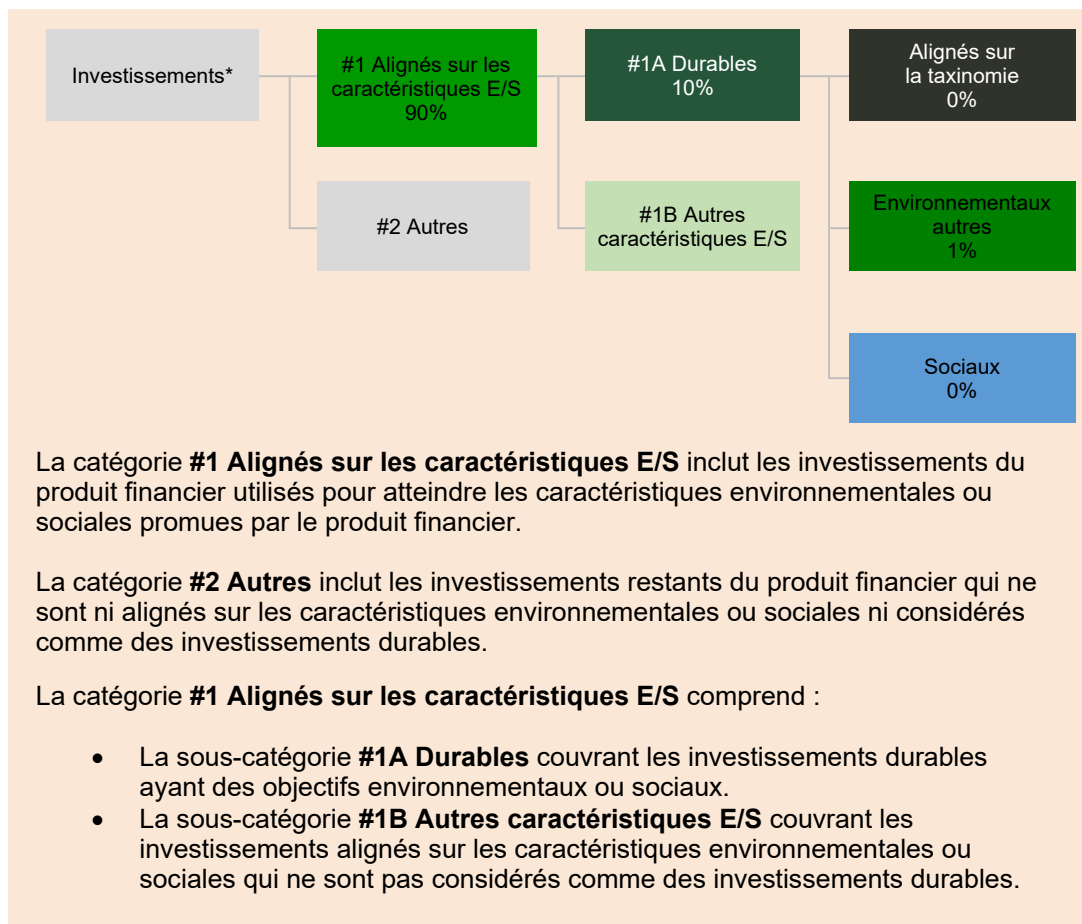 Investissements*
#1 Alignés sur les
caractéristiques E/S
90%
#1A Durables
10%
Alignés sur
la taxinomie
0%
#2 Autres
#1B Autres
caractéristiques E/S
Environnementaux
autres
1%
Sociaux
0%
La catégorie #1 Alignés sur les caractéristiques E/S inclut les investissements du
produit financier utilisés pour atteindre les caractéristiques environnementales ou
sociales promues par le produit financier.
La catégorie #2 Autres inclut les investissements restants du produit financier qui ne
sont ni alignés sur les caractéristiques environnementales ou sociales ni considérés
comme des investissements durables.
La catégorie #1 Alignés sur les caractéristiques E/S comprend :
• La sous-catégorie #1A Durables couvrant les investissements durables
ayant des objectifs environnementaux ou sociaux.
• La sous-catégorie #1B Autres caractéristiques E/S couvrant les
investissements alignés sur les caractéristiques environnementales ou
sociales qui ne sont pas considérés comme des investissements durables.